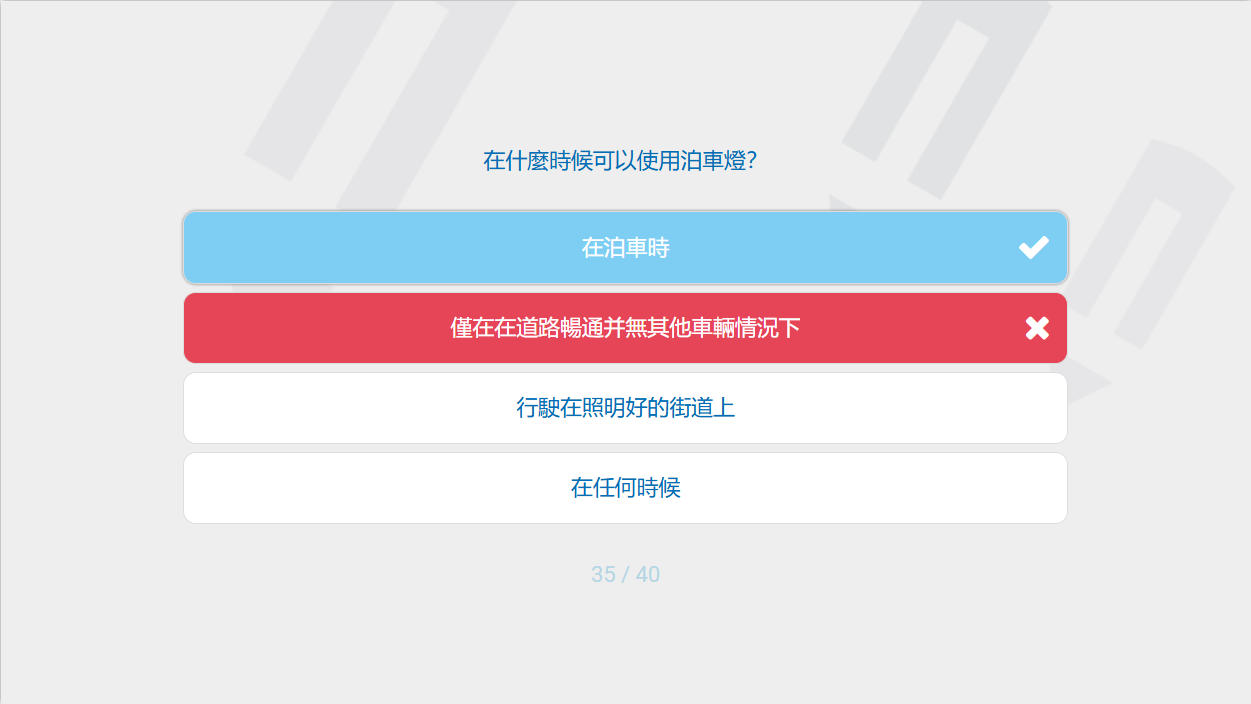 在什麼時候可以使用泊車燈?
在泊車時
僅在在道路暢通并無其他車輛情況下
行駛在照明好的街道上
在任何時候
35 / 40